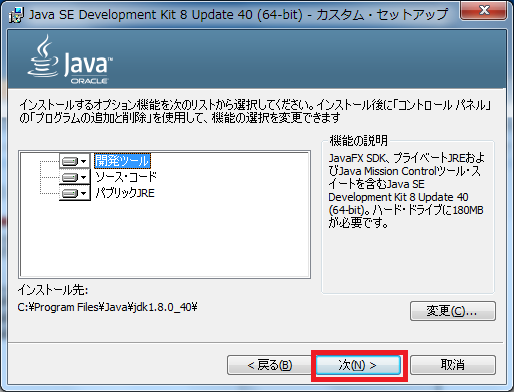 Java SE Development Kit 8 Update 40 (64-bit) - カスタム・セットアップ
Java™
ORACLE
インストールするオプション機能を次のリストから選択してください。インストール後に「コントロール パネル」
の「プログラムの追加と削除」を使用して、機能の選択を変更できます
開発ツール
ソース・コード
パブリックJRE
機能の説明
JavaFX SDK、プライベートJREおよ
びJava Mission Controlツール・ス
イートを含むJava SE
Development Kit 8 Update 40
(64-bit)。ハード・ドライブに180MB
が必要です。
インストール先:
C:¥Program Files¥Java¥jdk1.8.0_40¥
変更(C)...
< 戻る(B)
次(N) >
取消